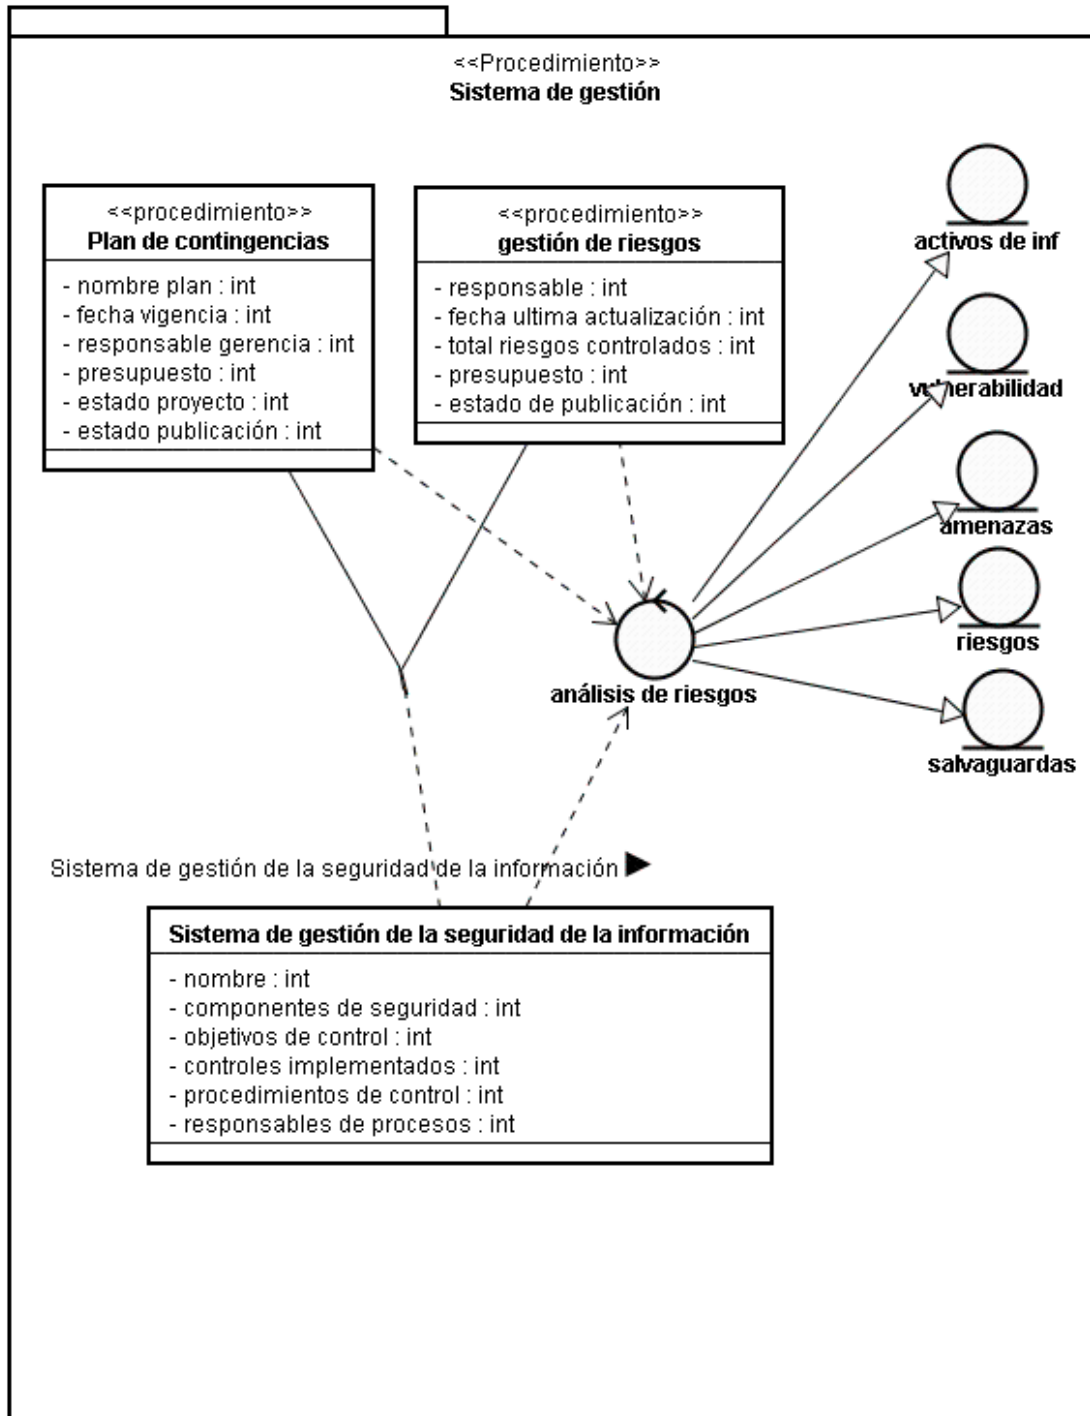 <<Procedimiento>>
Sistema de gestión
<<procedimiento>>
Plan de contingencias
- nombre plan : int
- fecha vigencia : int
- responsable gerencia : int
- presupuesto : int
- estado proyecto : int
- estado publicación : int
<<procedimiento>>
gestión de riesgos
- responsable : int
- fecha ultima actualización : int
- total riesgos controlados : int
- presupuesto : int
- estado de publicación : int
activos de inf
vulnerabilidad
amenazas
riesgos
salvaguardas
análisis de riesgos
Sistema de gestión de la seguridad de la información
Sistema de gestión de la seguridad de la información
- nombre : int
- componentes de seguridad : int
- objetivos de control : int
- controles implementados : int
- procedimientos de control : int
- responsables de procesos : int